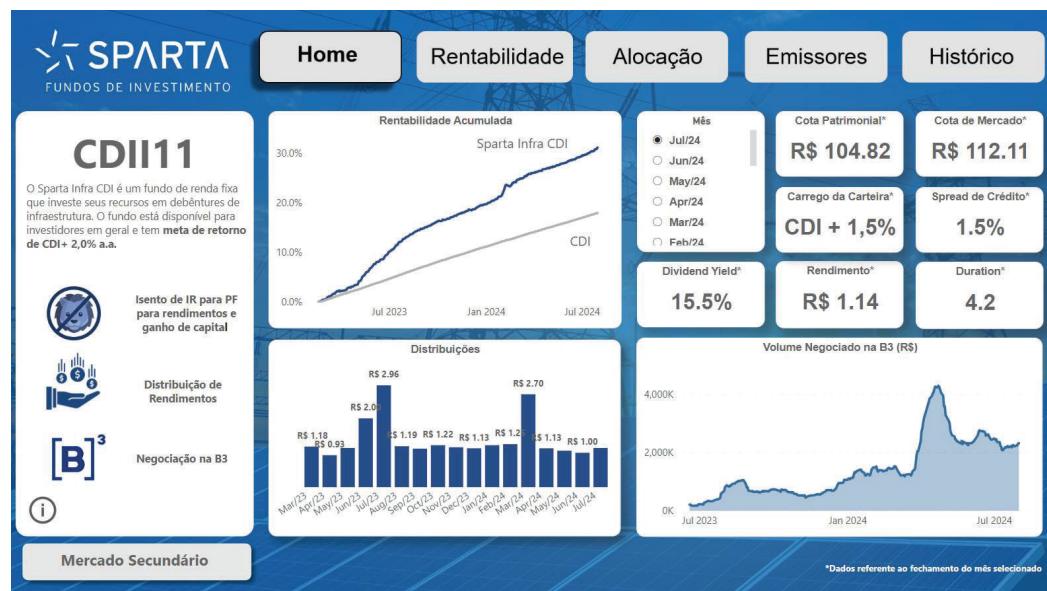 SPARTA
FUNDOS DE INVESTIMENTO
Home
Rentabilidade
Alocação
Emissores
Histórico
CDII11
O Sparta Infra CDI é um fundo de renda fixa
que investe seus recursos em debêntures de
infraestrutura. O fundo está disponível para
investidores em geral e tem meta de retorno
de CDI+ 2,0% a.a.
Isento de IR para PF
para rendimentos e
ganho de capital
Distribuição de
Rendimentos
[B]³
Negociação na B3
Mercado Secundário
Rentabilidade Acumulada
Sparta Infra CDI
CDI
30.0%
20.0%
10.0%
0.0%
Jul 2023
Jan 2024
Jul 2024
Mês
Jul/24
Jun/24
May/24
Apr/24
Mar/24
Feb/24
Cota Patrimonial*
R$ 104.82
Cota de Mercado*
R$ 112.11
Carrego da Carteira*
CDI + 1,5%
Spread de Crédito*
1.5%
Dividend Yield*
15.5%
Rendimento*
R$ 1.14
Duration*
4.2
Distribuições
R$ 1.18
R$ 0.93
R$ 2.96
R$ 1.19
R$ 1.22
R$ 1.13
R$ 2.70
R$ 1.13
R$ 1.00
Mar/23
Apr/23
May/23
Jun/23
Jul/23
Aug/23
Sep/23
Oct/23
Nov/23
Dec/23
Jan/24
Feb/24
Mar/24
Apr/24
May/24
Jun/24
Jul/24
Volume Negociado na B3 (R$)
4,000K
2,000K
0K
Jul 2023
Jan 2024
Jul 2024
*Dados referente ao fechamento do mês selecionado